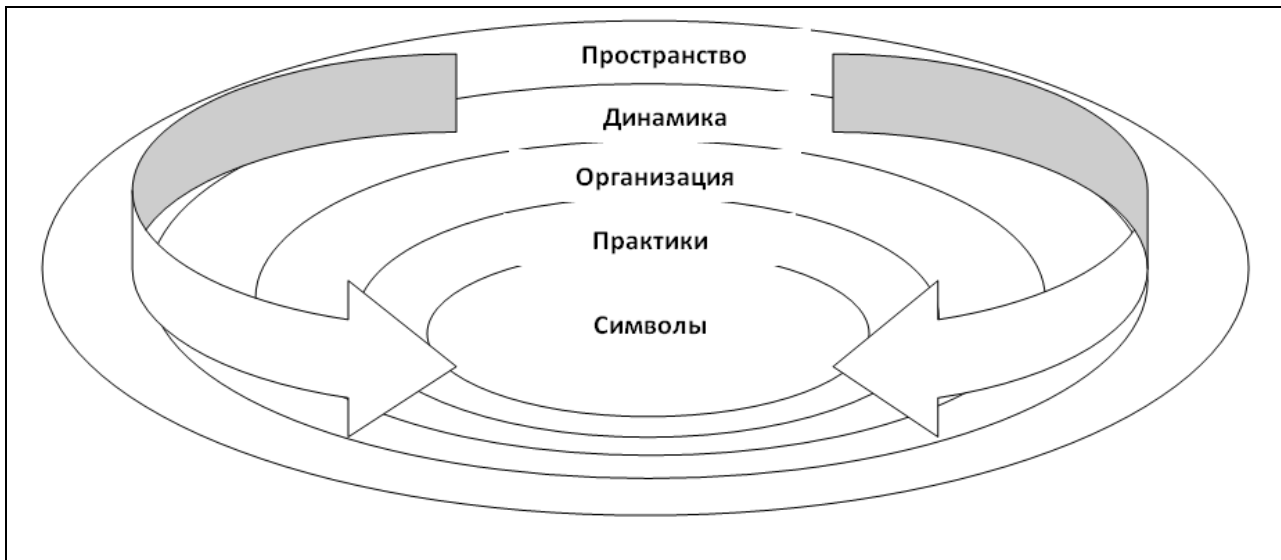 Пространство
Динамика
Организация
Практики
Символы